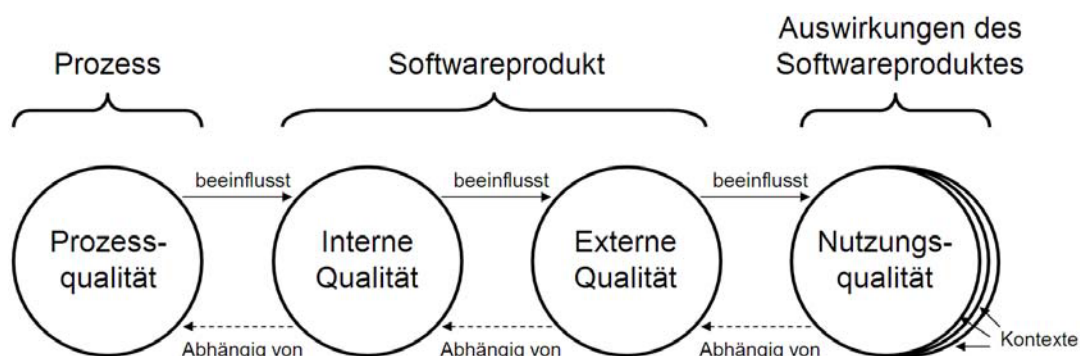 Prozess
Softwareprodukt
Auswirkungen des
Softwareproduktes
Prozess-
qualität
beeinflusst
Abhängig von
Interne
Qualität
beeinflusst
Abhängig von
Externe
Qualität
beeinflusst
Abhängig von
Nutzungs-
qualität
Kontexte